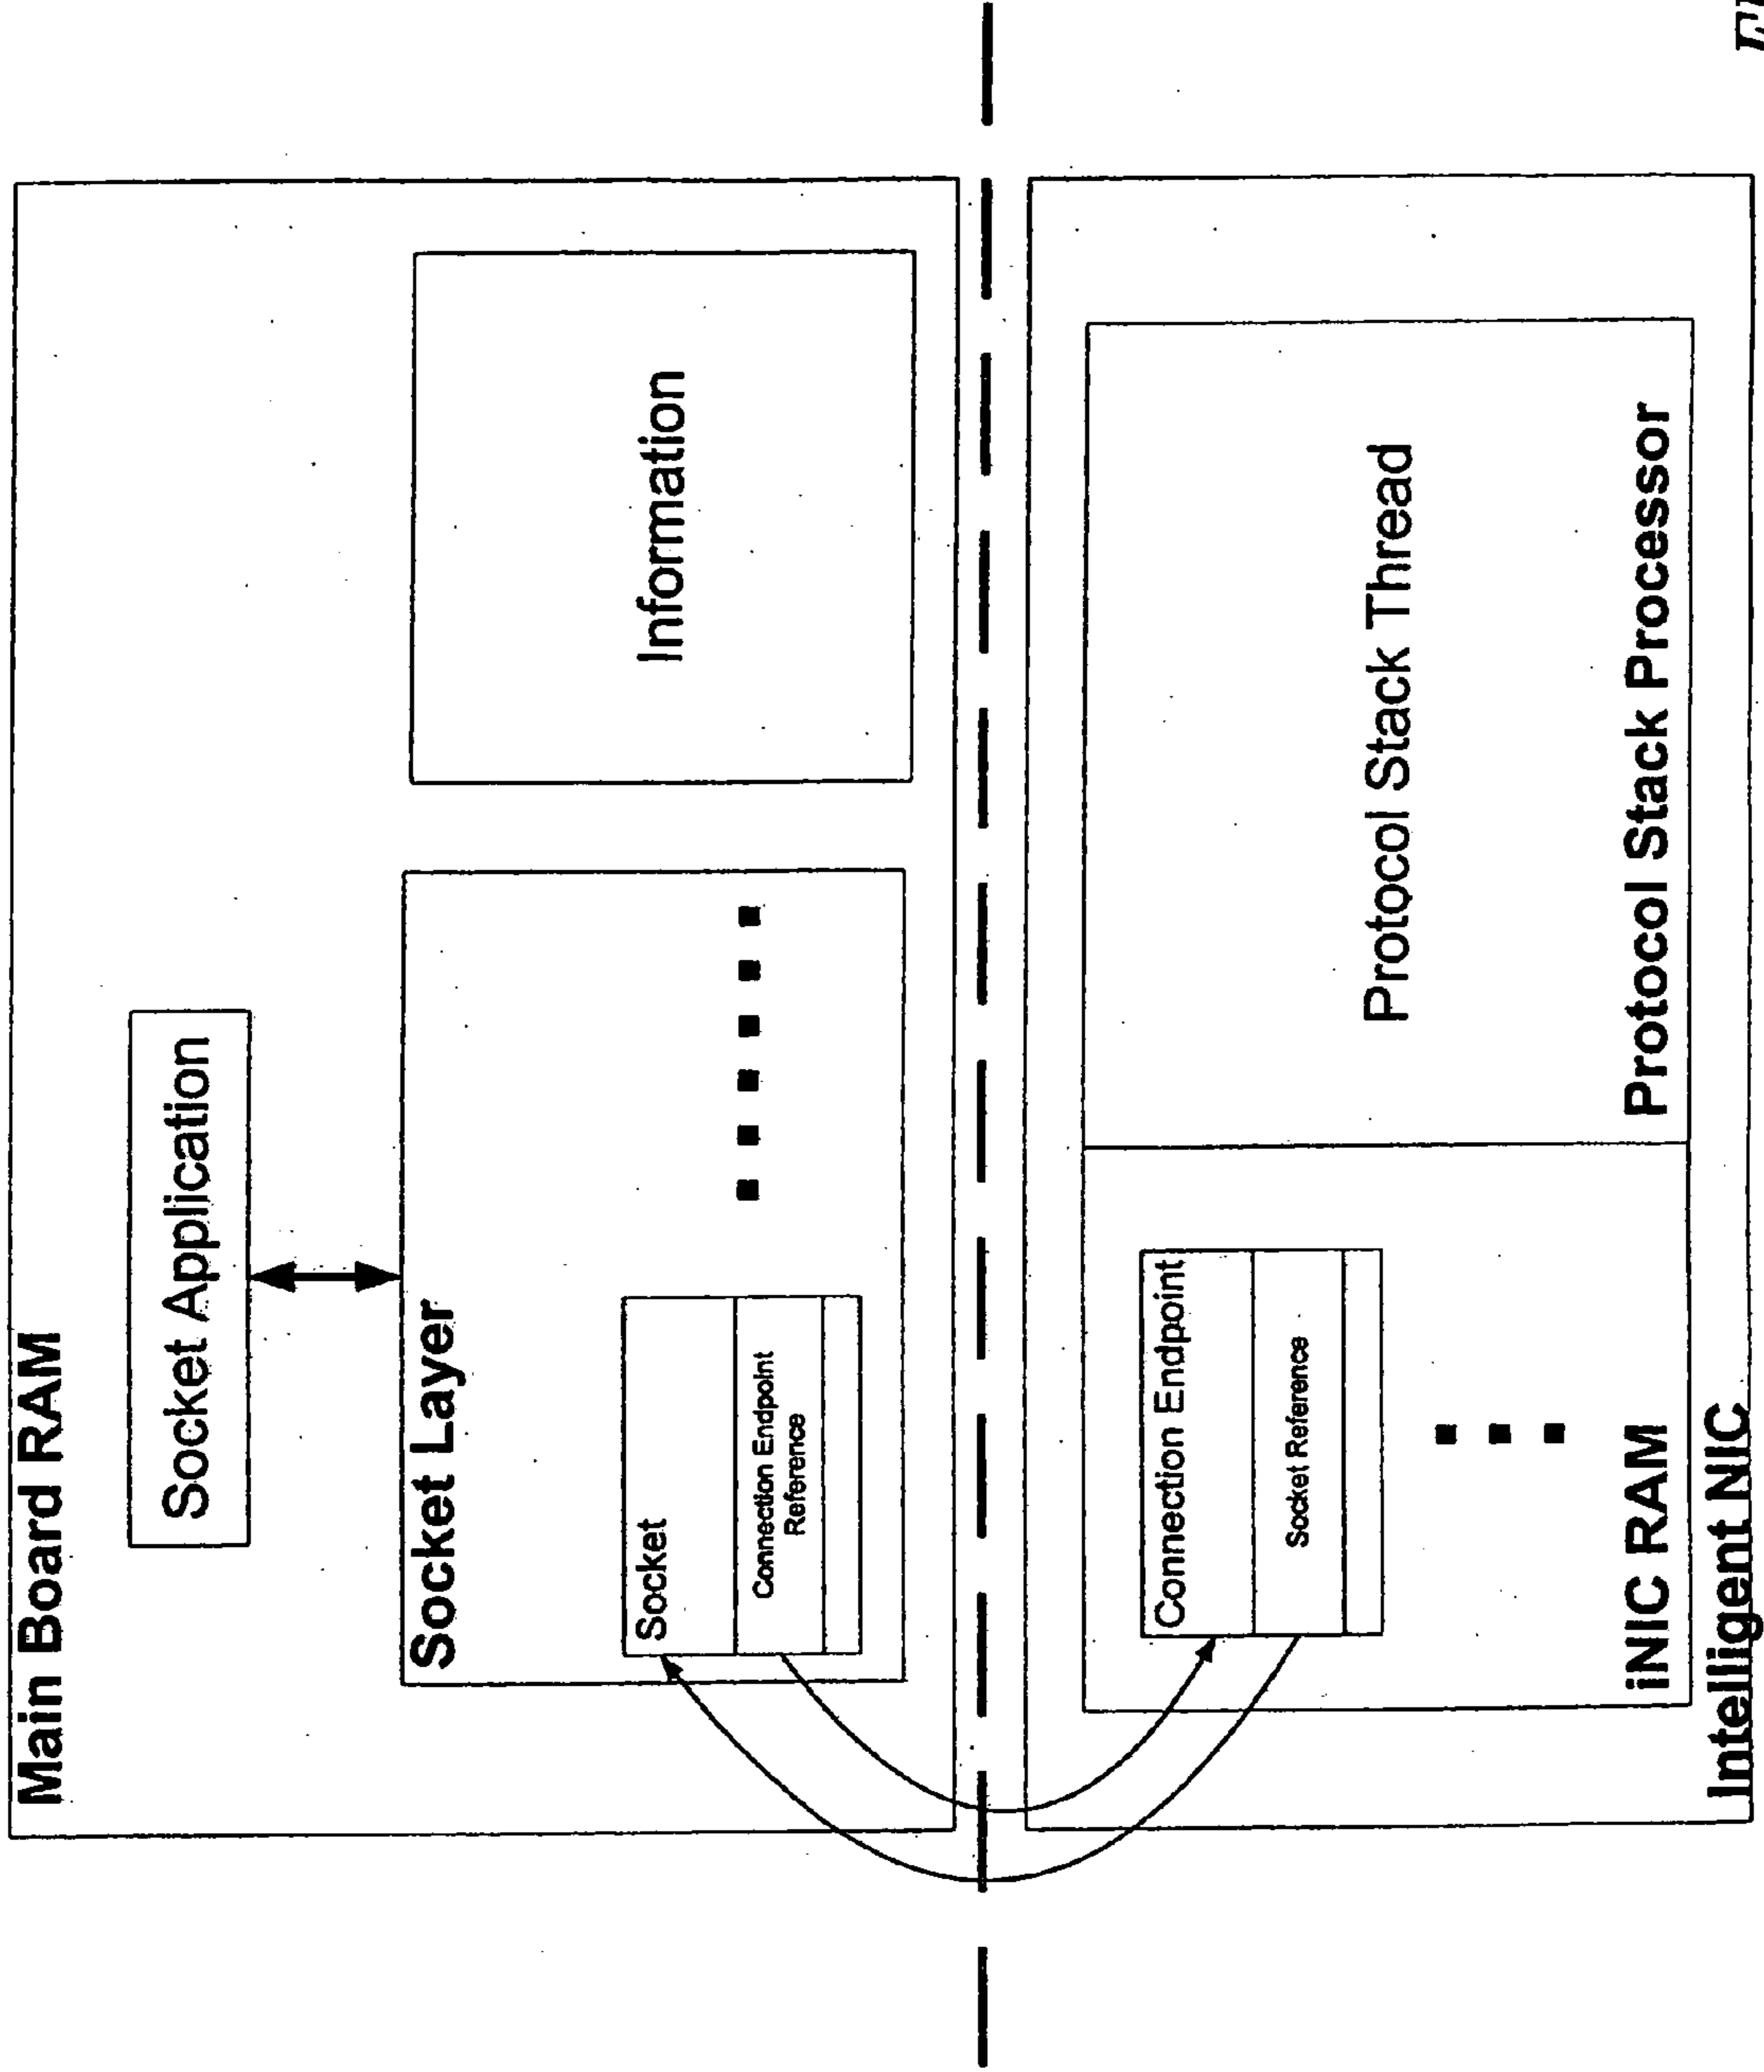 Main Board RAM
Socket Application
Socket Layer
Socket
Connection Endpoint
Reference
Information
Connection Endpoint
Socket Reference
Protocol Stack Thread
iNIC RAM
Protocol Stack Processor
Intelligent NIC